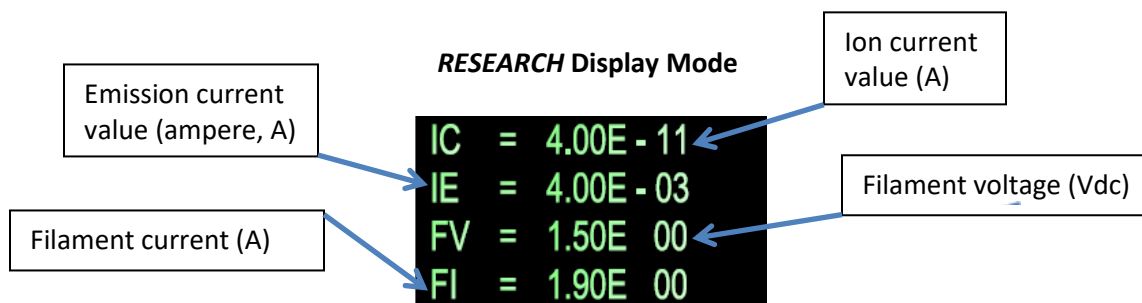 RESEARCH Display Mode
Ion current
value (A)
Emission current
value (ampere, A)
IC = 4.00E - 11
IE = 4.00E - 03
FV = 1.50E 00
FI = 1.90E 00
Filament voltage (Vdc)
Filament current (A)